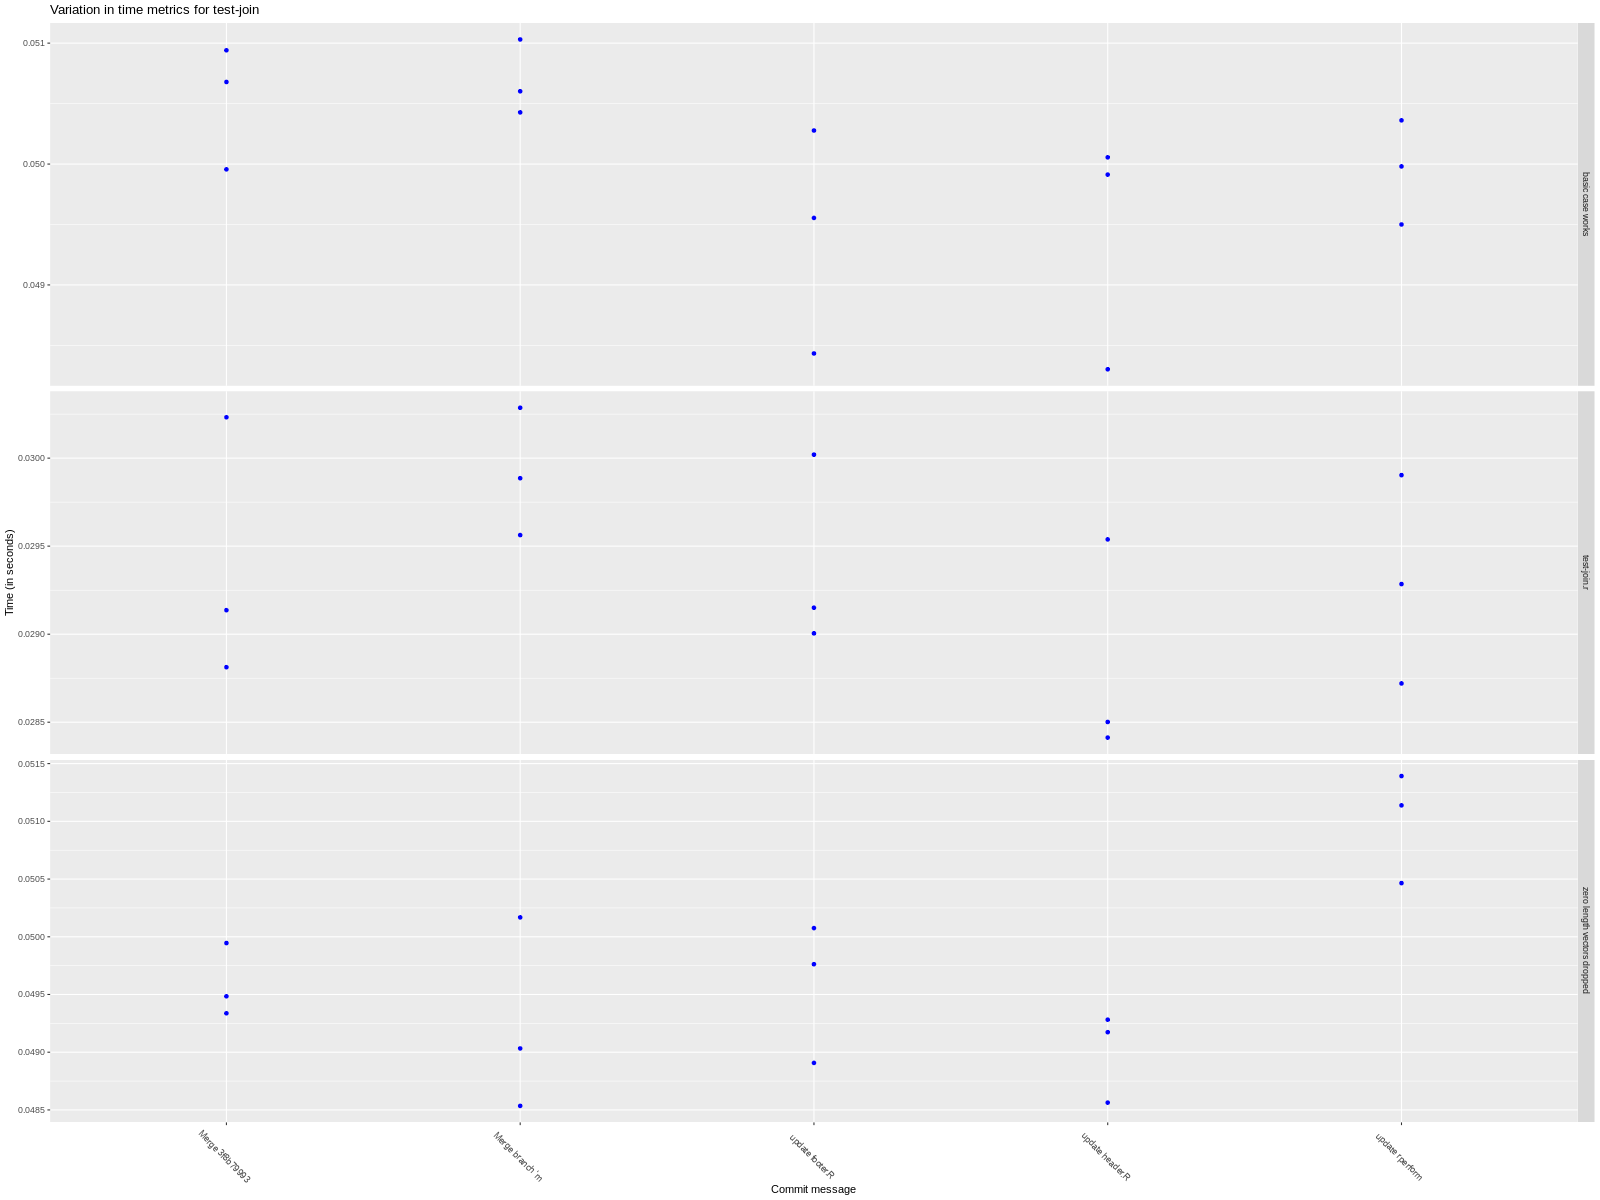 Variation in time metrics for test-join
0.051
0.050
0.049
basic case works
0.0300
0.0295
0.0290
0.0285
test-join.r
0.0515
0.0510
0.0505
0.0500
0.0495
0.0490
0.0485
zero length vectors dropped
Time (in seconds)
Merge 3f8b79993
Merge branch 'm
update footer.R
update header.R
update rperform
Commit message